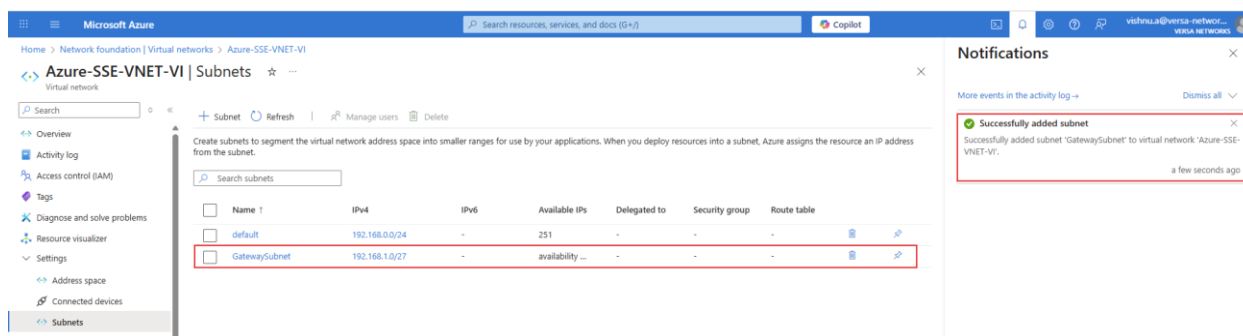 Microsoft Azure
Search resources, services, and docs (G+/)
Copilot
vishnu.a@versa-networ...
VERSA NETWORKS
Home > Network foundation | Virtual networks > Azure-SSE-VNET-VI
Azure-SSE-VNET-VI | Subnets
Virtual network
Search
Overview
Activity log
Access control (IAM)
Tags
Diagnose and solve problems
Resource visualizer
Settings
Address space
Connected devices
Subnets
+ Subnet Refresh | Manage users Delete
Create subnets to segment the virtual network address space into smaller ranges for use by your applications. When you deploy resources into a subnet, Azure assigns the resource an IP address
from the subnet.
Search subnets
Name ↑ IPv4 IPv6 Available IPs Delegated to Security group Route table
default 192.168.0.0/24 - 251 - - -
GatewaySubnet 192.168.1.0/27 - availability ... - - -
Notifications
More events in the activity log →
Dismiss all
Successfully added subnet
Successfully added subnet 'GatewaySubnet' to virtual network 'Azure-SSE-
VNET-VI'.
a few seconds ago